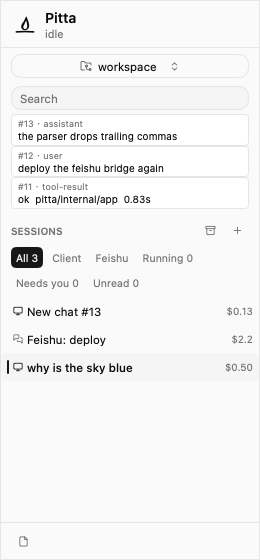 Pitta
idle
workspace
Search
#13 · assistant
the parser drops trailing commas
#12 · user
deploy the feishu bridge again
#11 · tool-result
ok pitta/internal/app 0.83s
SESSIONS
All 3 Client Feishu Running 0
Needs you 0 Unread 0
New chat #13 $0.13
Feishu: deploy $2.2
why is the sky blue $0.50